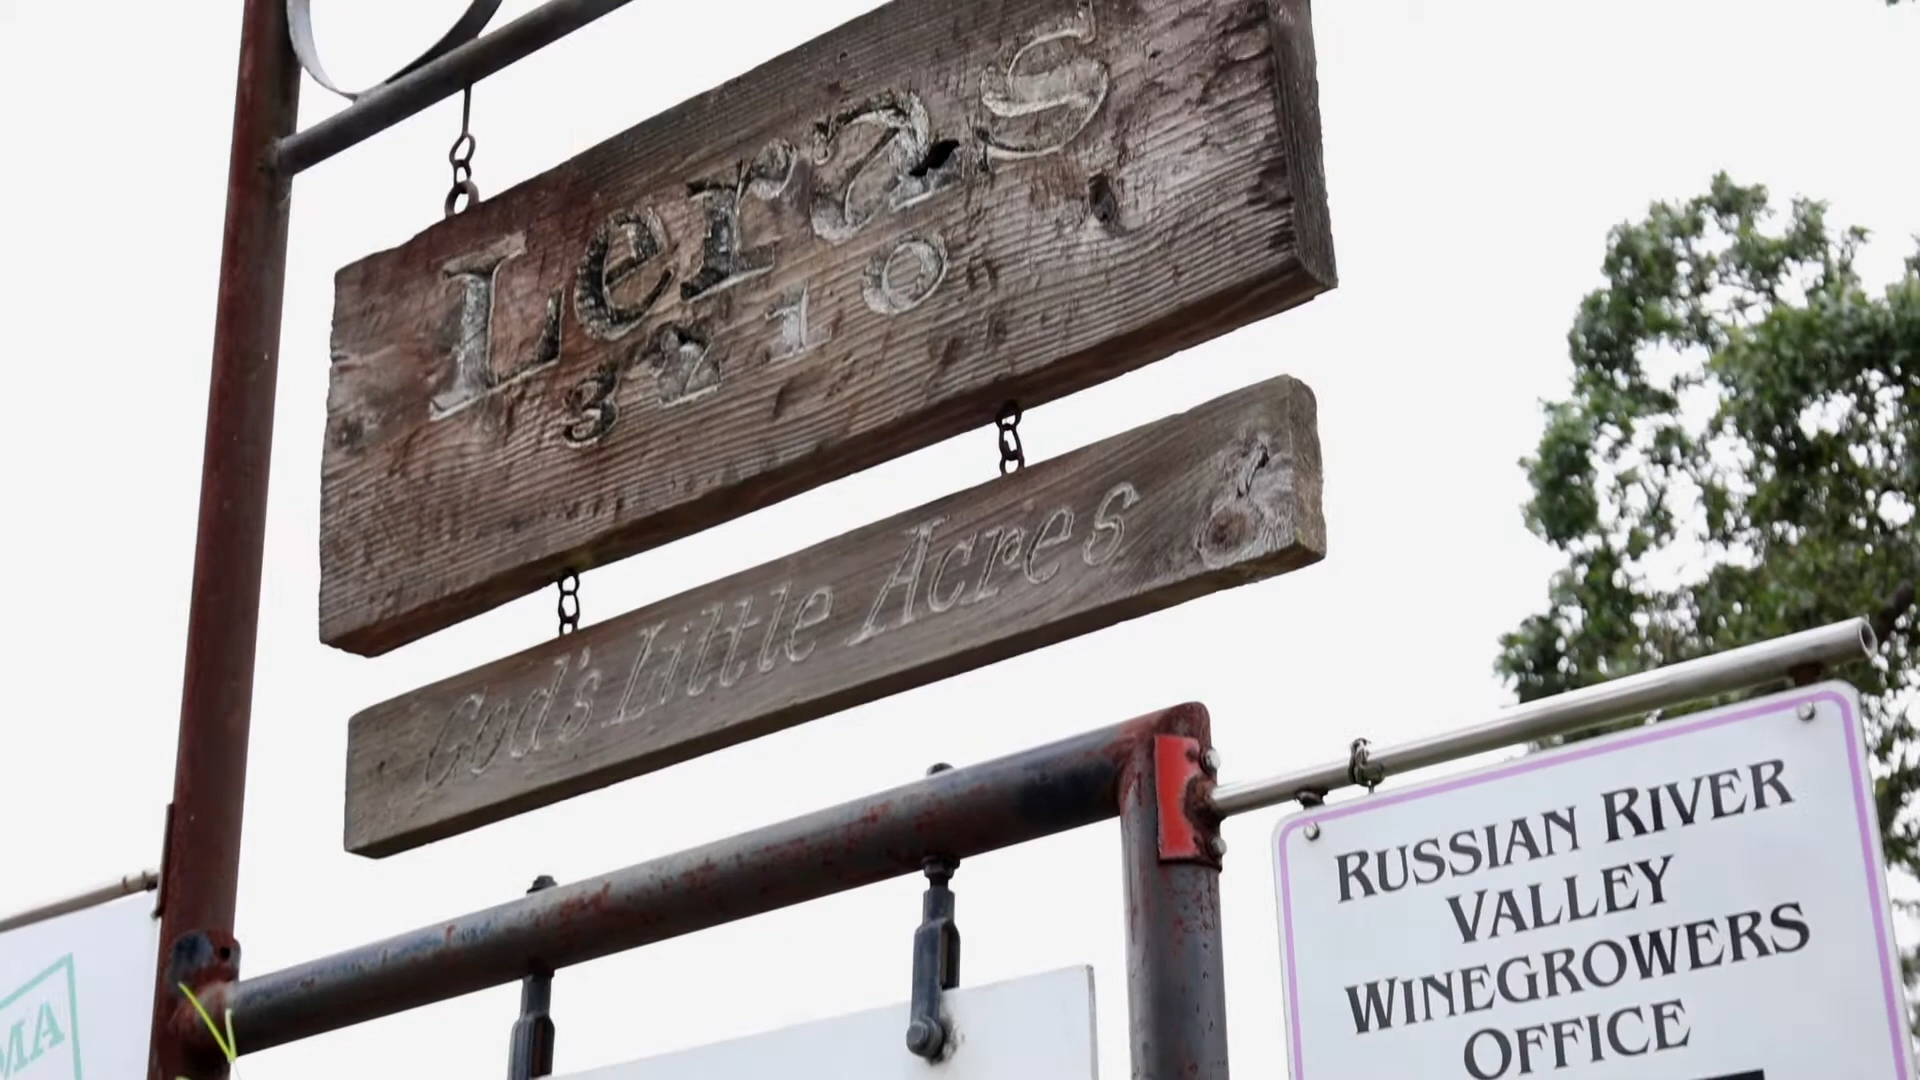 Leras
3210
God's Little Acres
RUSSIAN RIVER
VALLEY
WINEGROWERS
OFFICE